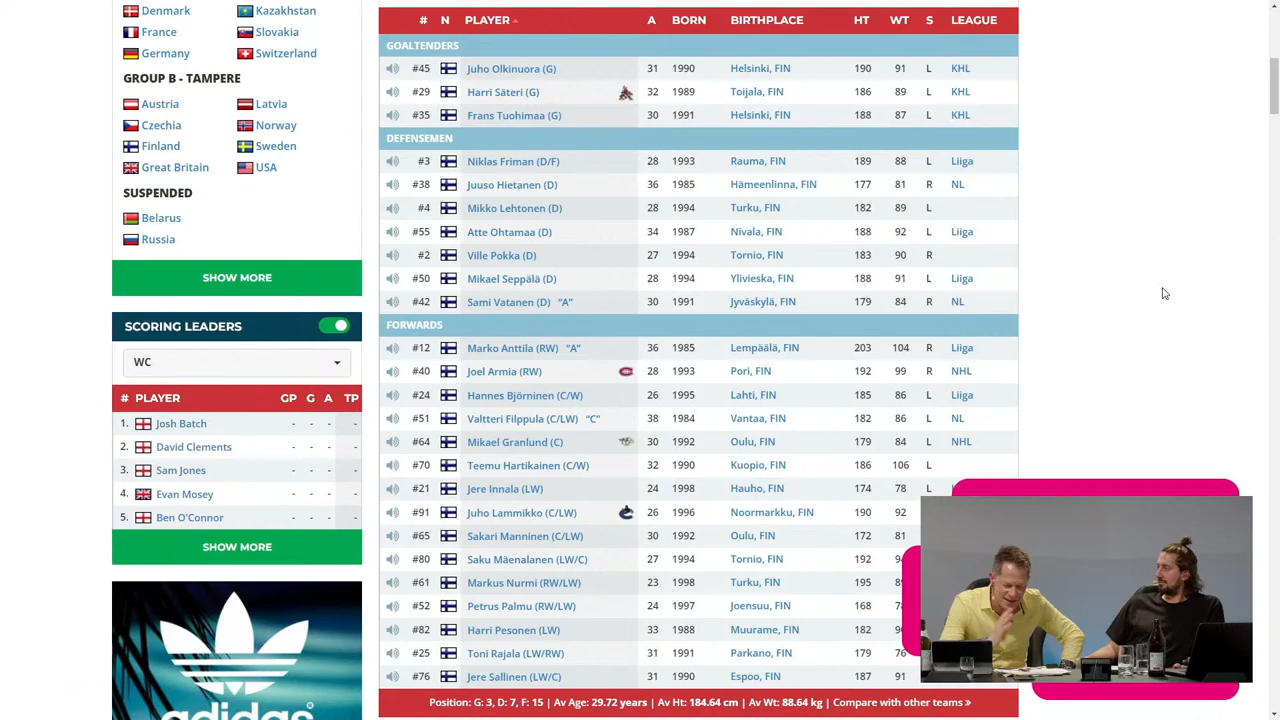 Denmark Kazakhstan
France Slovakia
Germany Switzerland
GROUP B - TAMPERE
Austria Latvia
Czechia Norway
Finland Sweden
Great Britain USA
SUSPENDED
Belarus
Russia
SHOW MORE
SCORING LEADERS
WC
# PLAYER GP G A TP
1. Josh Batch - - - -
2. David Clements - - - -
3. Sam Jones - - - -
4. Evan Mosey - - - -
5. Ben O'Connor - - - -
SHOW MORE
adidas
# N PLAYER A BORN BIRTHPLACE HT WT S LEAGUE
GOALTENDERS
#45 Juho Olkinuora (G) 31 1990 Helsinki, FIN 190 91 L KHL
#29 Harri Säteri (G) 32 1989 Toijala, FIN 186 89 L KHL
#35 Frans Tuohimaa (G) 30 1991 Helsinki, FIN 188 87 L KHL
DEFENSEMEN
#3 Niklas Friman (D/F) 28 1993 Rauma, FIN 189 88 L Liiga
#38 Juuso Hietanen (D) 36 1985 Hämeenlinna, FIN 177 81 R NL
#4 Mikko Lehtonen (D) 28 1994 Turku, FIN 182 89 L
#55 Atte Ohtamaa (D) 34 1987 Nivala, FIN 188 92 L Liiga
#2 Ville Pokka (D) 27 1994 Tornio, FIN 183 90 R
#50 Mikael Seppälä (D) 28 1994 Ylivieska, FIN 188 91 L Liiga
#42 Sami Vatanen (D) “A” 30 1991 Jyväskylä, FIN 179 84 R NL
FORWARDS
#12 Marko Anttila (RW) “A” 36 1985 Lempäälä, FIN 203 104 R Liiga
#40 Joel Armia (RW) 28 1993 Pori, FIN 192 99 R NHL
#24 Hannes Björninen (C/W) 26 1995 Lahti, FIN 185 86 L Liiga
#51 Valtteri Filppula (C/LW) “C” 38 1984 Vantaa, FIN 182 86 L NL
#64 Mikael Granlund (C) 30 1992 Oulu, FIN 179 84 L NHL
#70 Teemu Hartikainen (C/W) 32 1990 Kuopio, FIN 186 106 L
#21 Jere Innala (LW) 24 1998 Hauho, FIN 174 78 L
#91 Juho Lammikko (C/LW) 26 1996 Noormarkku, FIN 190 92
#65 Sakari Manninen (C/LW) 30 1992 Oulu, FIN 172 81
#80 Saku Mäenalanen (LW/C) 27 1994 Tornio, FIN 192
#61 Markus Nurmi (RW/LW) 23 1998 Turku, FIN 195
#52 Petrus Palmu (RW/LW) 24 1997 Joensuu, FIN 168
#82 Harri Pesonen (LW) 33 1988 Muurame, FIN 182
#25 Toni Rajala (LW/RW) 31 1991 Parkano, FIN 179 76
#76 Jere Sallinen (LW/C) 31 1990 Espoo, FIN 187 91
Position: G: 3, D: 7, F: 15 | Av Age: 29.72 years | Av Ht: 184.64 cm | Av Wt: 88.64 kg | Compare with other teams »